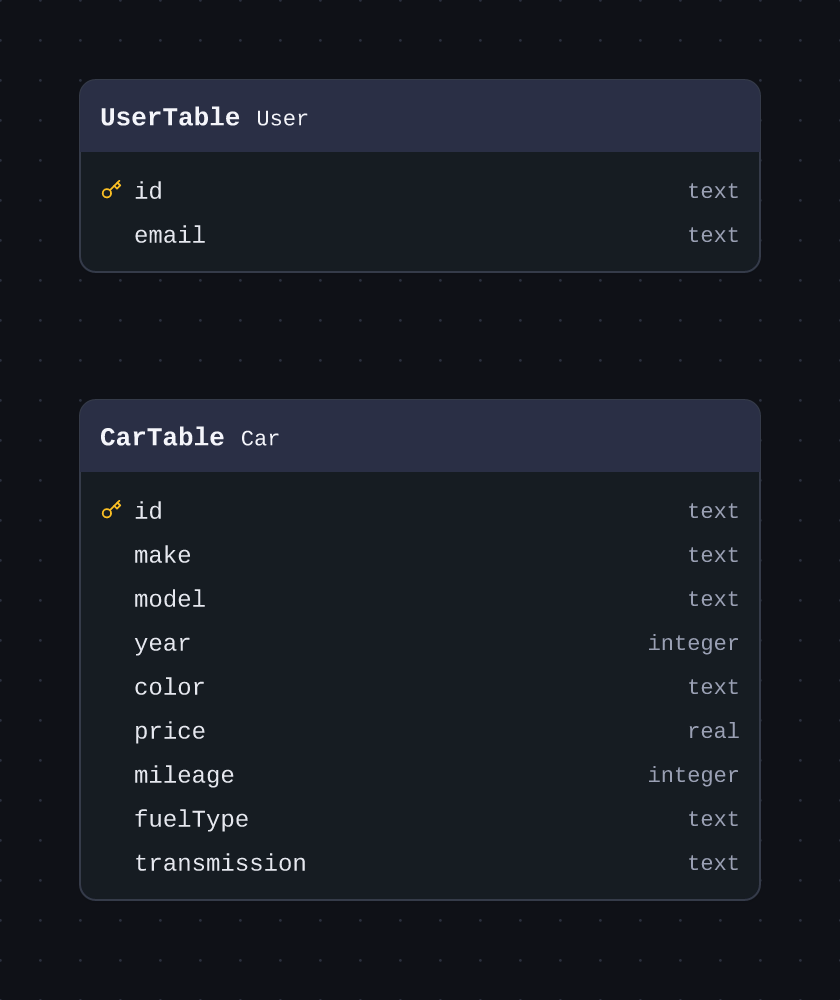 UserTable User
id text
email text
CarTable Car
id text
make text
model text
year integer
color text
price real
mileage integer
fuelType text
transmission text